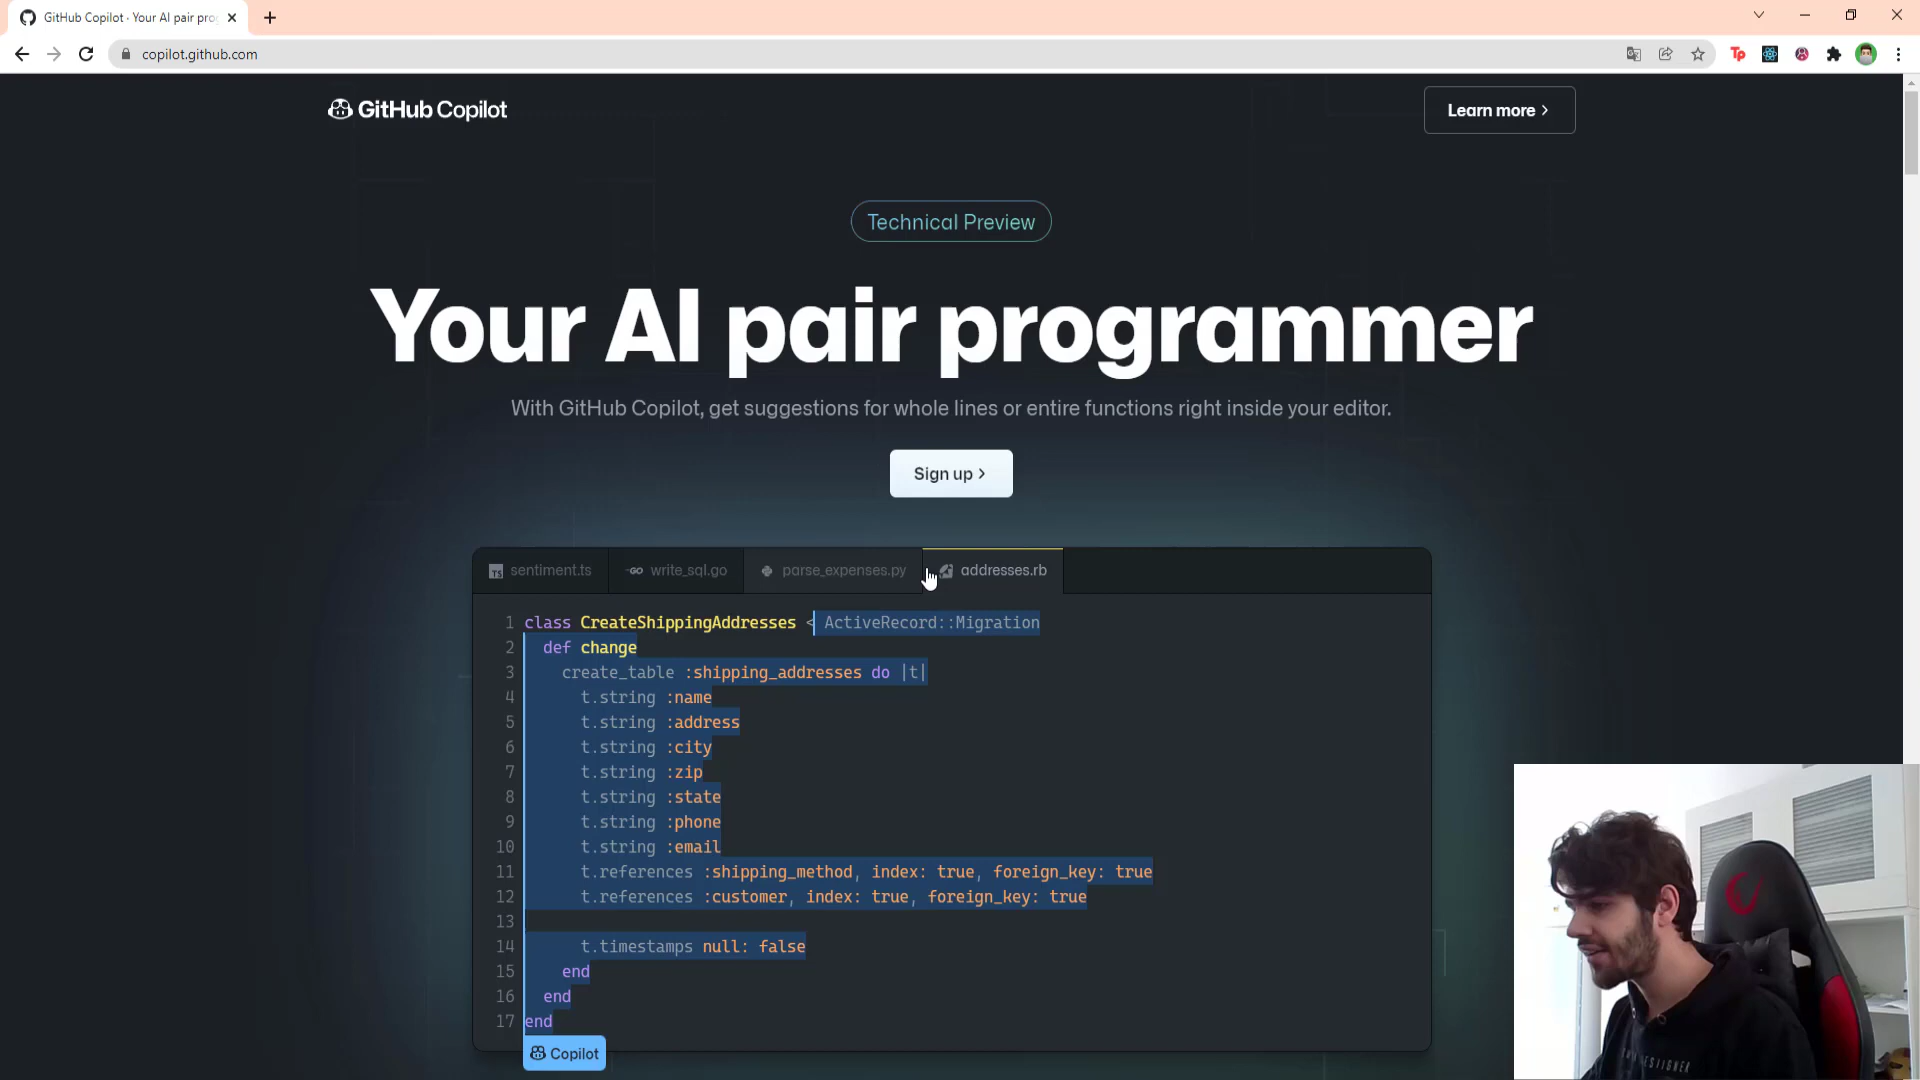 GitHub Copilot · Your AI pair pro
copilot.github.com
Tp
GitHub Copilot
Learn more >
Technical Preview
Your AI pair programmer
With GitHub Copilot, get suggestions for whole lines or entire functions right inside your editor.
Sign up >
TS sentiment.ts
GO write_sql.go
parse_expenses.py
addresses.rb
1 class CreateShippingAddresses < ActiveRecord::Migration
2 def change
3 create_table :shipping_addresses do |t|
4 t.string :name
5 t.string :address
6 t.string :city
7 t.string :zip
8 t.string :state
9 t.string :phone
10 t.string :email
11 t.references :shipping_method, index: true, foreign_key: true
12 t.references :customer, index: true, foreign_key: true
13
14 t.timestamps null: false
15 end
16 end
17 end
Copilot